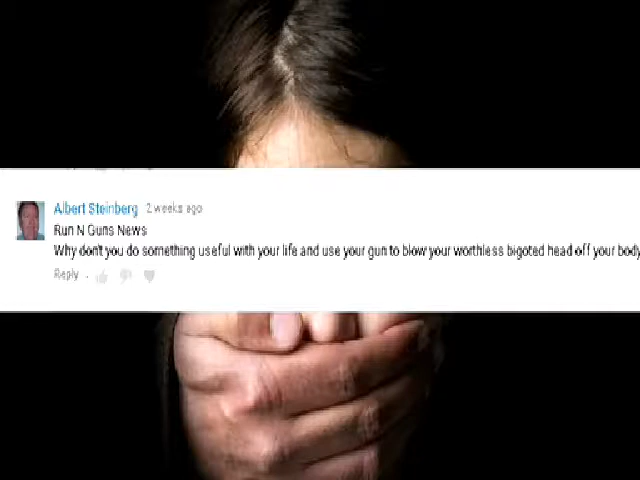 Albert Steinberg 2 weeks ago
Run N Guns News
Why don't you do something useful with your life and use your gun to blow your worthless bigoted head off your body
Reply .